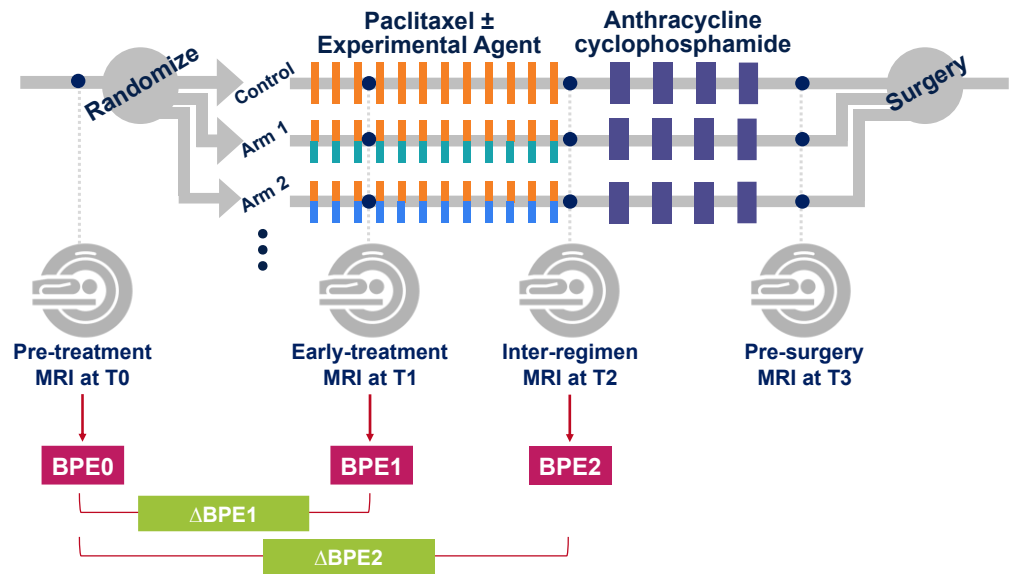 Paclitaxel ±
Experimental Agent
Anthracycline
cyclophosphamide
Randomize
Control
Arm 1
Arm 2
Surgery
Pre-treatment
MRI at T0
Early-treatment
MRI at T1
Inter-regimen
MRI at T2
Pre-surgery
MRI at T3
BPE0
BPE1
BPE2
ΔBPE1
ΔBPE2